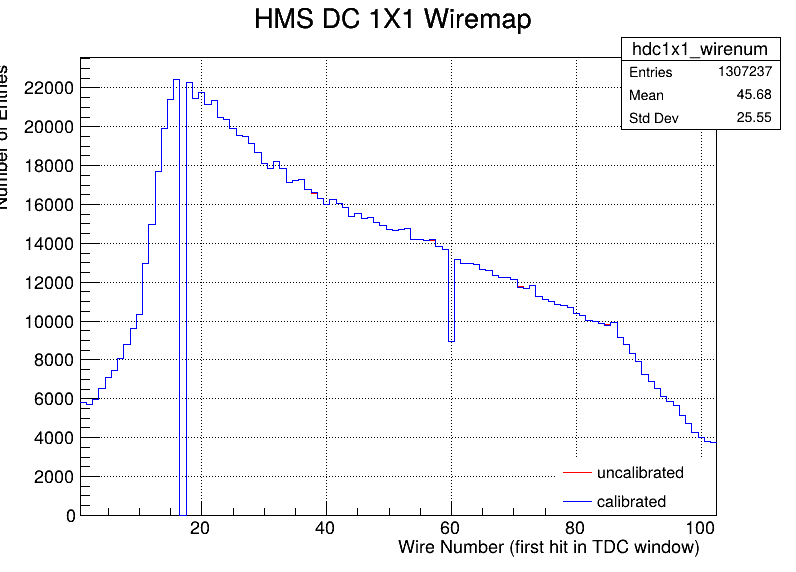 HMS DC 1X1 Wiremap
hdc1x1_wirenum
Entries 1307237
Mean 45.68
Std Dev 25.55
Number of Entries
22000
20000
18000
16000
14000
12000
10000
8000
6000
4000
2000
0
uncalibrated
calibrated
20 40 60 80 100
Wire Number (first hit in TDC window)